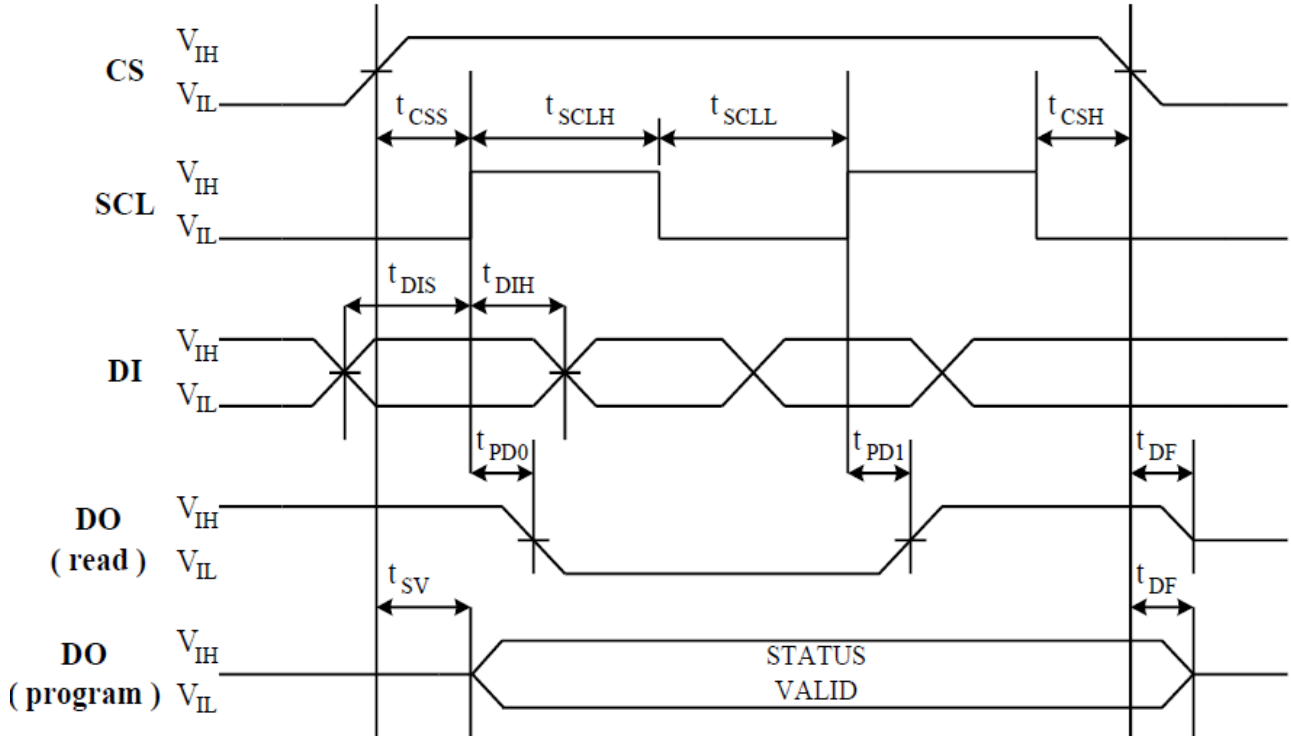 CS V_IH
V_IL
t_CSS t_SCLH t_SCLL t_CSH
SCL V_IH
V_IL
t_DIS t_DIH
DI V_IH
V_IL
t_PD0 t_PD1 t_DF
DO V_IH
( read ) V_IL
t_SV t_DF
DO V_IH STATUS
( program ) V_IL VALID